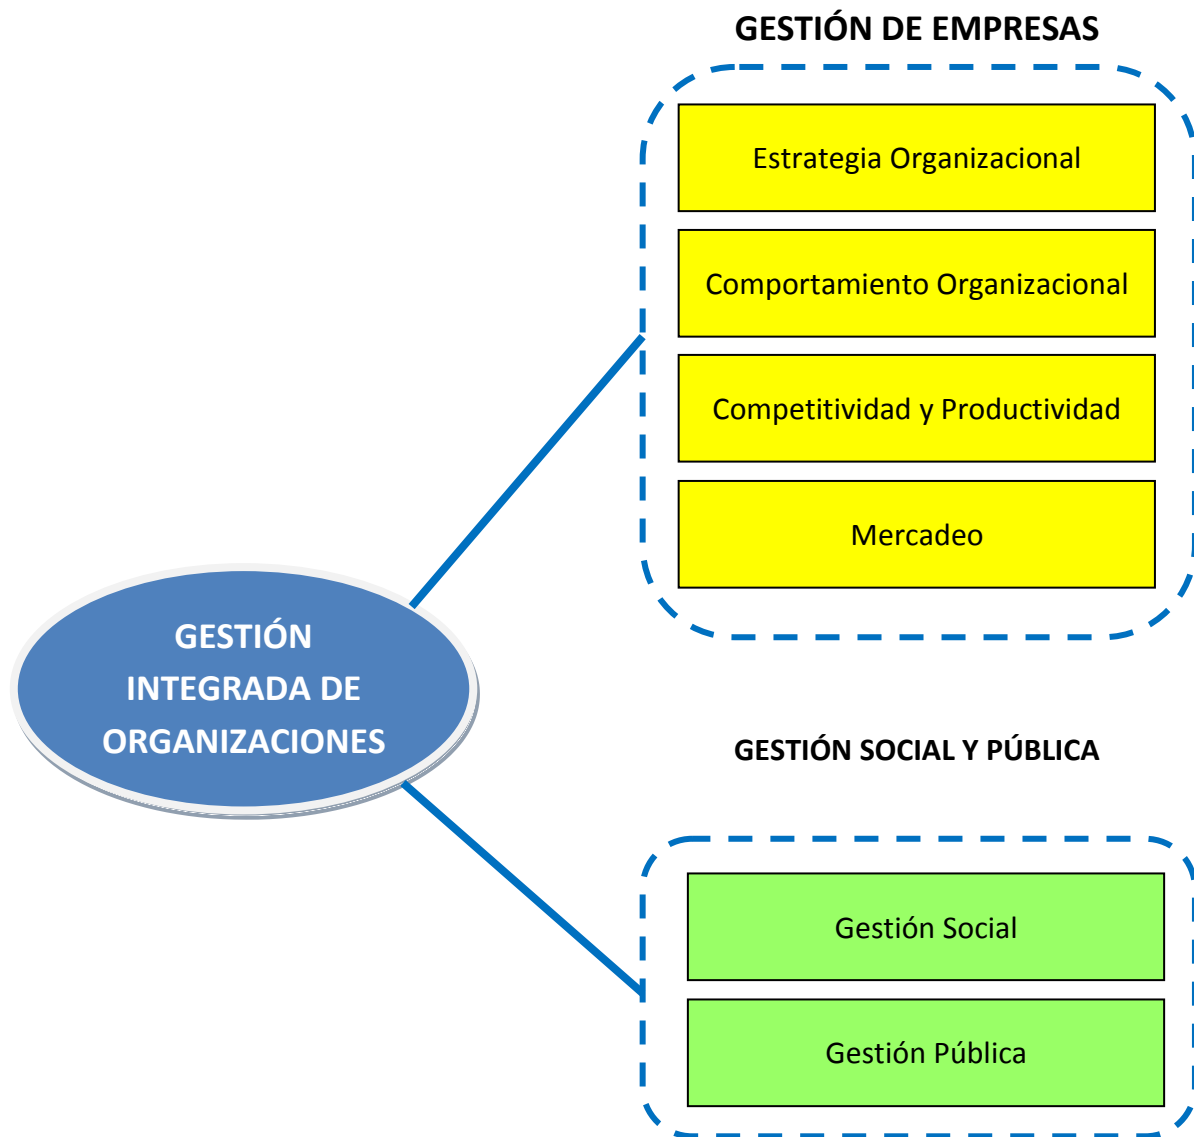 GESTIÓN DE EMPRESAS
Estrategia Organizacional
Comportamiento Organizacional
Competitividad y Productividad
Mercadeo
GESTIÓN
INTEGRADA DE
ORGANIZACIONES
GESTIÓN SOCIAL Y PÚBLICA
Gestión Social
Gestión Pública